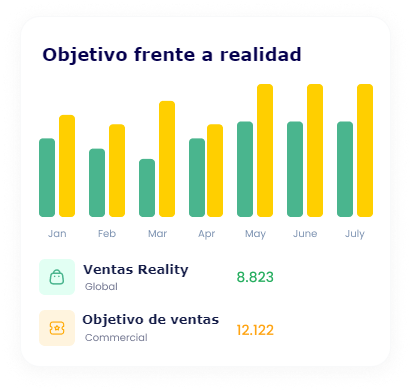 Objetivo frente a realidad
Jan Feb Mar Apr May June July
Ventas Reality
Global
8.823
Objetivo de ventas
Commercial
12.122